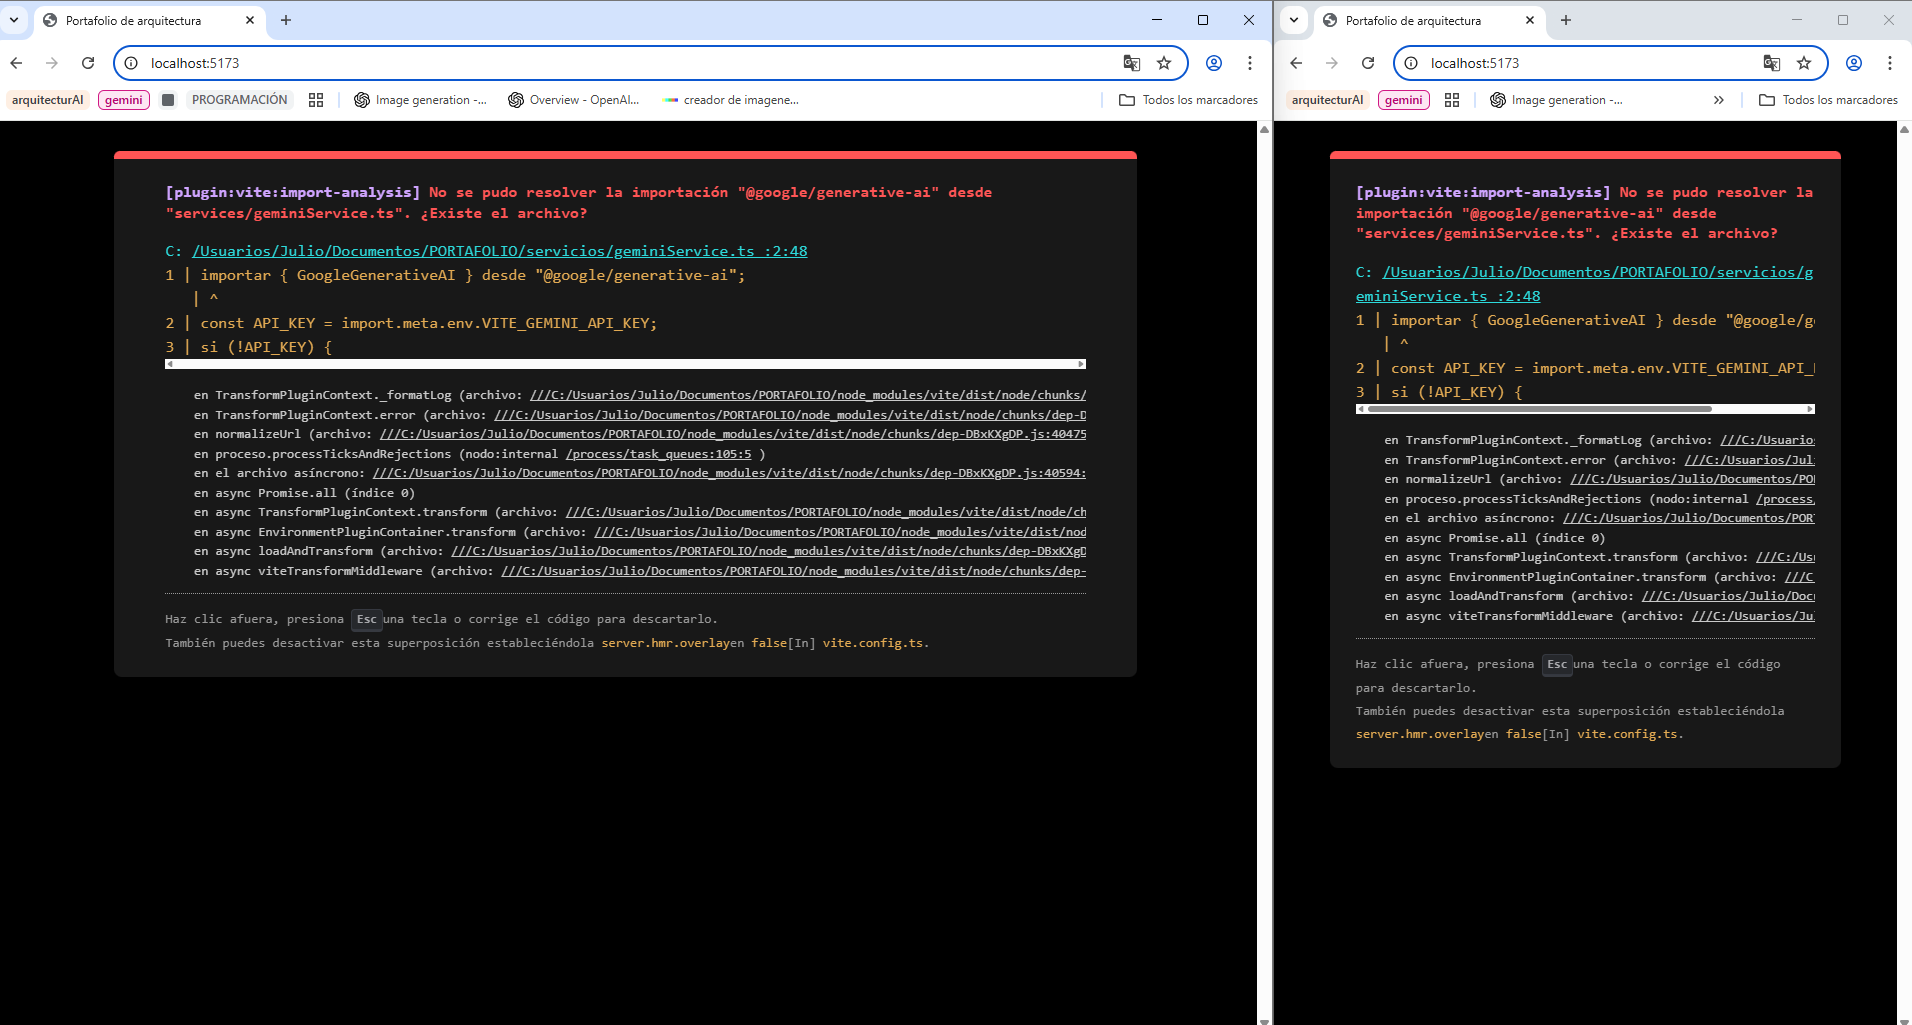 Portafolio de arquitectura
localhost:5173
arquitecturAI gemini PROGRAMACIÓN Image generation -... Overview - OpenAI... creador de imagene... Todos los marcadores
[plugin:vite:import-analysis] No se pudo resolver la importación "@google/generative-ai" desde
"services/geminiService.ts". ¿Existe el archivo?
C: /Usuarios/Julio/Documentos/PORTAFOLIO/servicios/geminiService.ts :2:48
1 | importar { GoogleGenerativeAI } desde "@google/generative-ai";
| ^
2 | const API_KEY = import.meta.env.VITE_GEMINI_API_KEY;
3 | si (!API_KEY) {
en TransformPluginContext._formatLog (archivo: ///C:/Usuarios/Julio/Documentos/PORTAFOLIO/node_modules/vite/dist/node/chunks/
en TransformPluginContext.error (archivo: ///C:/Usuarios/Julio/Documentos/PORTAFOLIO/node_modules/vite/dist/node/chunks/dep-D
en normalizeUrl (archivo: ///C:/Usuarios/Julio/Documentos/PORTAFOLIO/node_modules/vite/dist/node/chunks/dep-DBxKXgDP.js:40475
en proceso.processTicksAndRejections (nodo:internal /process/task_queues:105:5 )
en el archivo asíncrono: ///C:/Usuarios/Julio/Documentos/PORTAFOLIO/node_modules/vite/dist/node/chunks/dep-DBxKXgDP.js:40594:
en async Promise.all (índice 0)
en async TransformPluginContext.transform (archivo: ///C:/Usuarios/Julio/Documentos/PORTAFOLIO/node_modules/vite/dist/node/ch
en async EnvironmentPluginContainer.transform (archivo: ///C:/Usuarios/Julio/Documentos/PORTAFOLIO/node_modules/vite/dist/nod
en async loadAndTransform (archivo: ///C:/Usuarios/Julio/Documentos/PORTAFOLIO/node_modules/vite/dist/node/chunks/dep-DBxKXgD
en async viteTransformMiddleware (archivo: ///C:/Usuarios/Julio/Documentos/PORTAFOLIO/node_modules/vite/dist/node/chunks/dep-
Haz clic afuera, presiona Esc una tecla o corrige el código para descartarlo.
También puedes desactivar esta superposición estableciéndola server.hmr.overlayen false[In] vite.config.ts.
Portafolio de arquitectura
localhost:5173
arquitecturAI gemini Image generation -... Todos los marcadores
[plugin:vite:import-analysis] No se pudo resolver la
importación "@google/generative-ai" desde
"services/geminiService.ts". ¿Existe el archivo?
C: /Usuarios/Julio/Documentos/PORTAFOLIO/servicios/g
eminiService.ts :2:48
1 | importar { GoogleGenerativeAI } desde "@google/g
| ^
2 | const API_KEY = import.meta.env.VITE_GEMINI_API_
3 | si (!API_KEY) {
en TransformPluginContext._formatLog (archivo: ///C:/Usuario
en TransformPluginContext.error (archivo: ///C:/Usuarios/Jul
en normalizeUrl (archivo: ///C:/Usuarios/Julio/Documentos/PO
en proceso.processTicksAndRejections (nodo:internal /process/
en el archivo asíncrono: ///C:/Usuarios/Julio/Documentos/POR
en async Promise.all (índice 0)
en async TransformPluginContext.transform (archivo: ///C:/Us
en async EnvironmentPluginContainer.transform (archivo: ///C
en async loadAndTransform (archivo: ///C:/Usuarios/Julio/Doc
en async viteTransformMiddleware (archivo: ///C:/Usuarios/Ju
Haz clic afuera, presiona Esc una tecla o corrige el código
para descartarlo.
También puedes desactivar esta superposición estableciéndola
server.hmr.overlayen false[In] vite.config.ts.